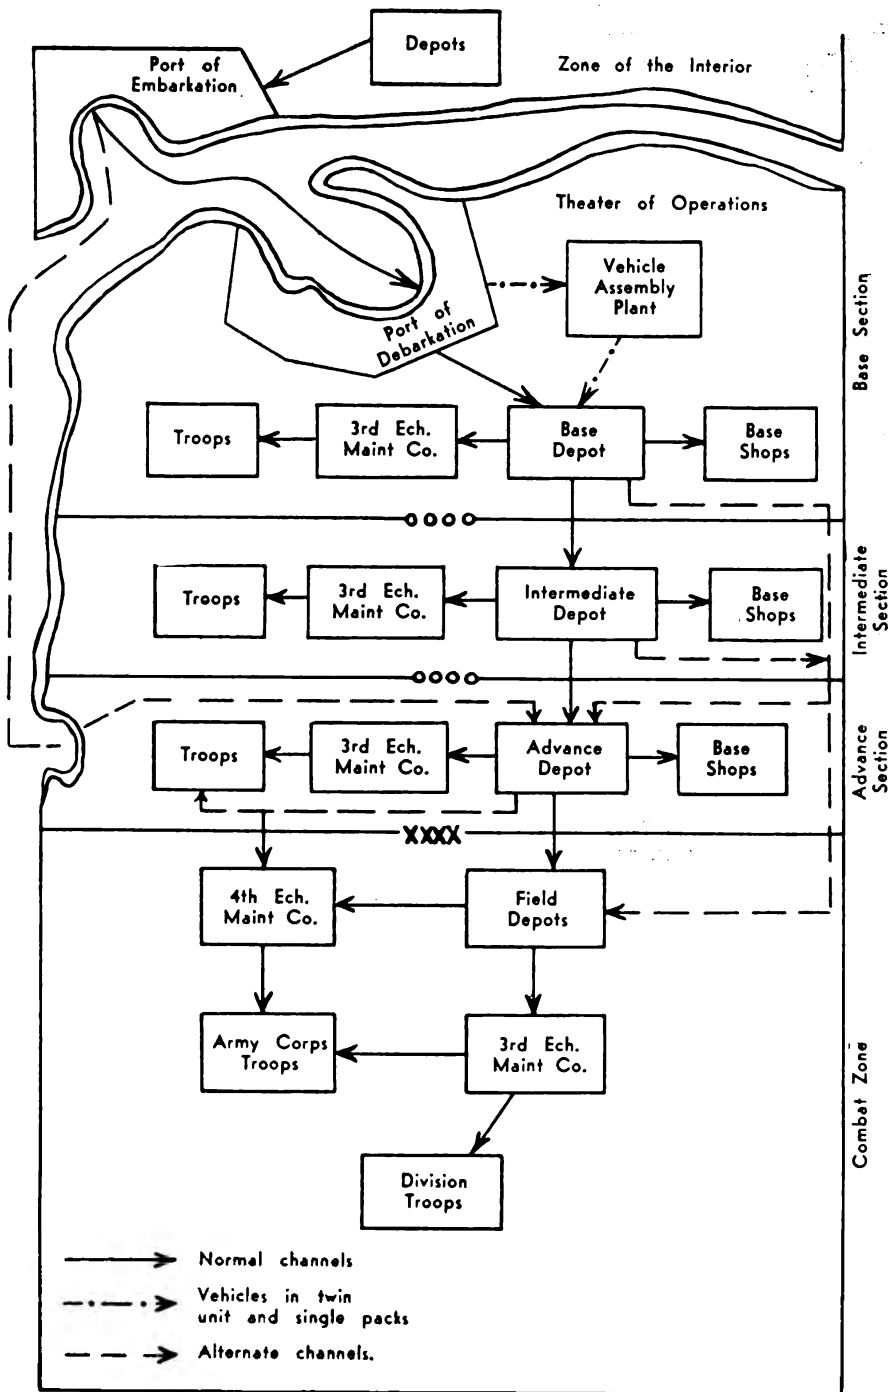 Depots
Port of
Embarkation
Zone of the Interior
Theater of Operations
Vehicle
Assembly
Plant
Port of
Debarkation
Base Section
Troops
3rd Ech.
Maint Co.
Base
Depot
Base
Shops
Troops
3rd Ech.
Maint Co.
Intermediate
Depot
Base
Shops
Intermediate
Section
Troops
3rd Ech.
Maint Co.
Advance
Depot
Base
Shops
Advance
Section
XXXX
4th Ech.
Maint Co.
Field
Depots
Army Corps
Troops
3rd Ech.
Maint Co.
Combat Zone
Division
Troops
Normal channels
Vehicles in twin
unit and single packs
Alternate channels.